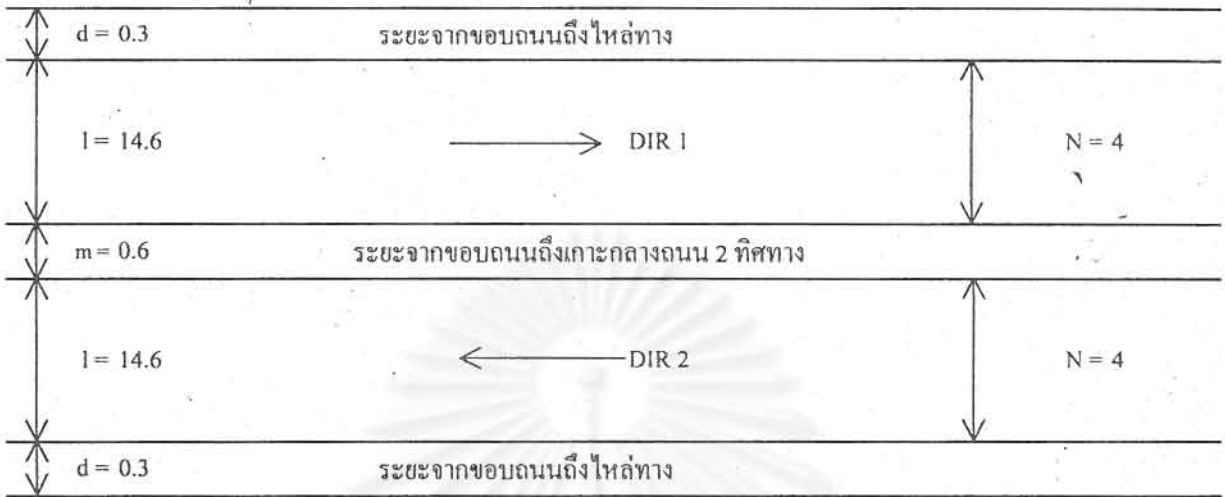 d = 0.3 ระยะจากขอบถนนถึงไหล่ทาง
l = 14.6 DIR 1 N = 4
m = 0.6 ระยะจากขอบถนนถึงเกาะกลางถนน 2 ทิศทาง
l = 14.6 DIR 2 N = 4
d = 0.3 ระยะจากขอบถนนถึงไหล่ทาง